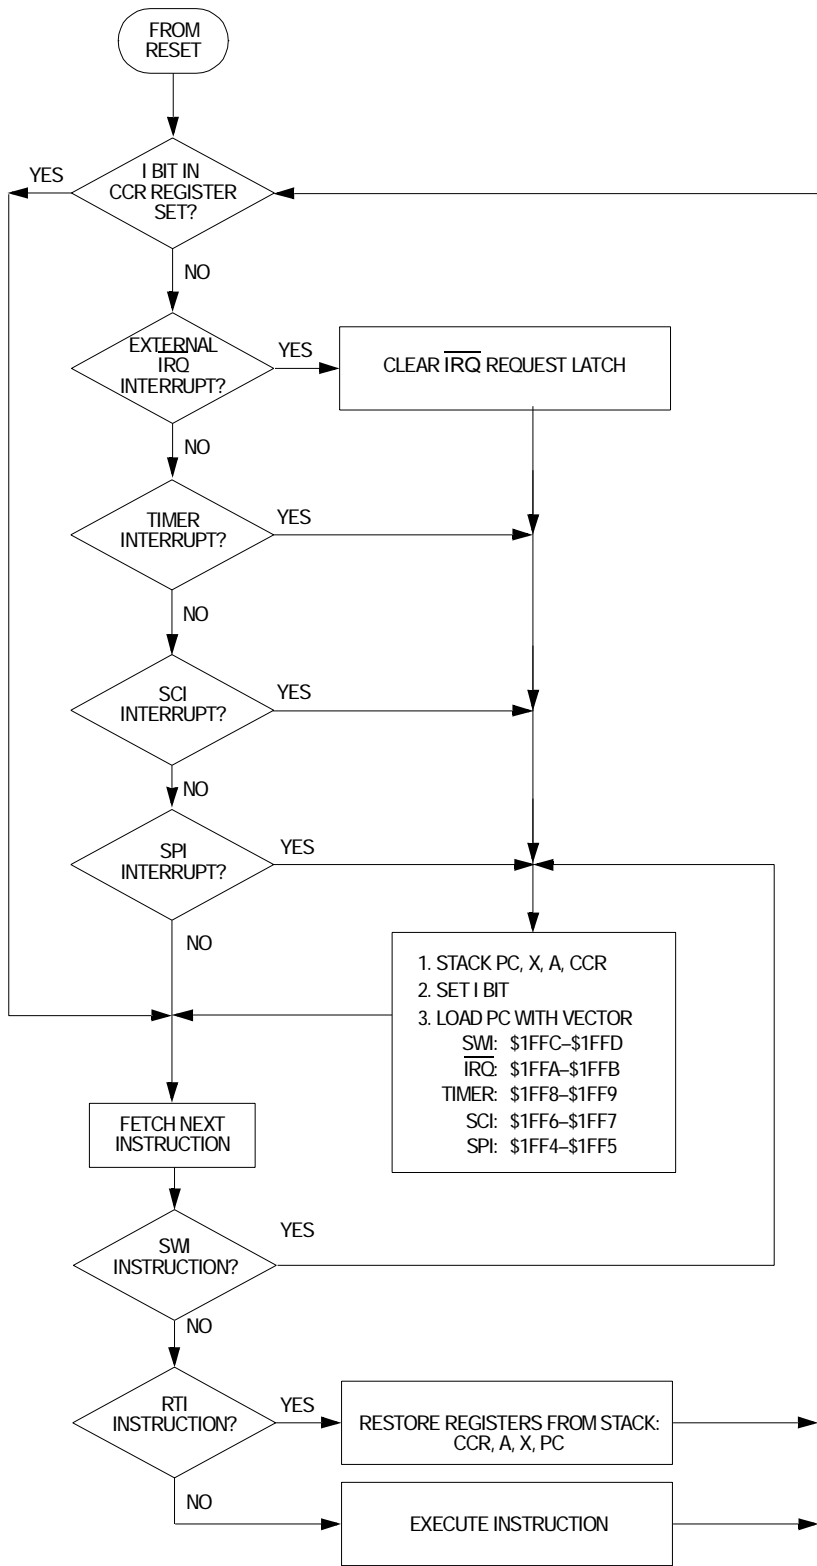 FROM
RESET
YES
I BIT IN
CCR REGISTER
SET?
NO
EXTERNAL
IRQ
INTERRUPT?
YES
CLEAR IRQ REQUEST LATCH
NO
TIMER
INTERRUPT?
YES
NO
SCI
INTERRUPT?
YES
NO
SPI
INTERRUPT?
YES
NO
1. STACK PC, X, A, CCR
2. SET I BIT
3. LOAD PC WITH VECTOR
SWI: $1FFC–$1FFD
IRQ: $1FFA–$1FFB
TIMER: $1FF8–$1FF9
SCI: $1FF6–$1FF7
SPI: $1FF4–$1FF5
FETCH NEXT
INSTRUCTION
SWI
INSTRUCTION?
YES
NO
RTI
INSTRUCTION?
YES
RESTORE REGISTERS FROM STACK:
CCR, A, X, PC
NO
EXECUTE INSTRUCTION